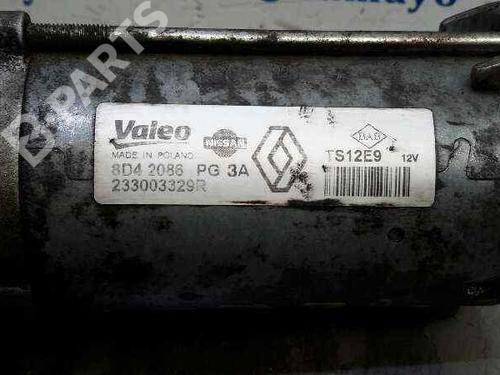 B-PARTS
Valeo
NISSAN
MADE IN POLAND
8D4 2086 PG 3A
233003329R
TS12E9 12V